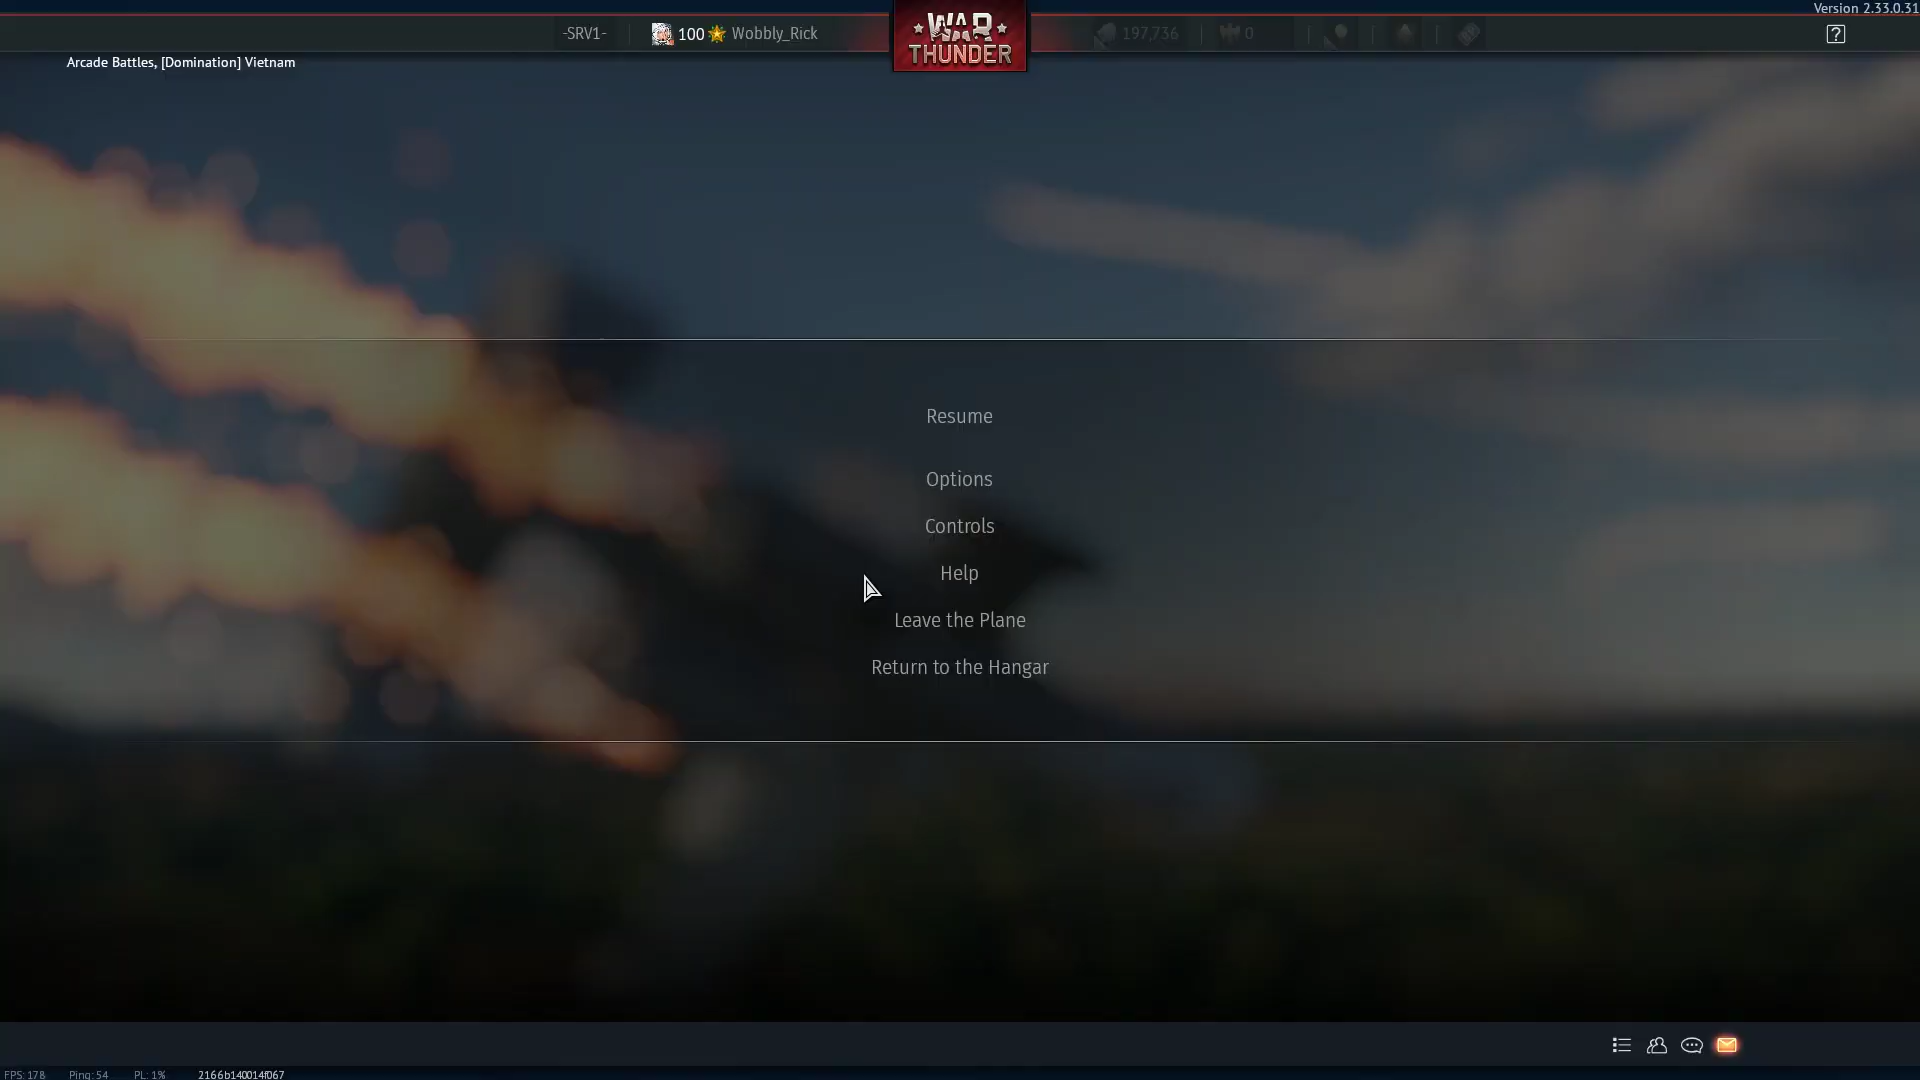 Version 2.33.0.31
-SRV1-
100 Wobbly_Rick
WAR
THUNDER
197,736
0
Arcade Battles, [Domination] Vietnam
Resume
Options
Controls
Help
Leave the Plane
Return to the Hangar
FPS: 178 Ping: 54 PL: 1% 2166b140014f067